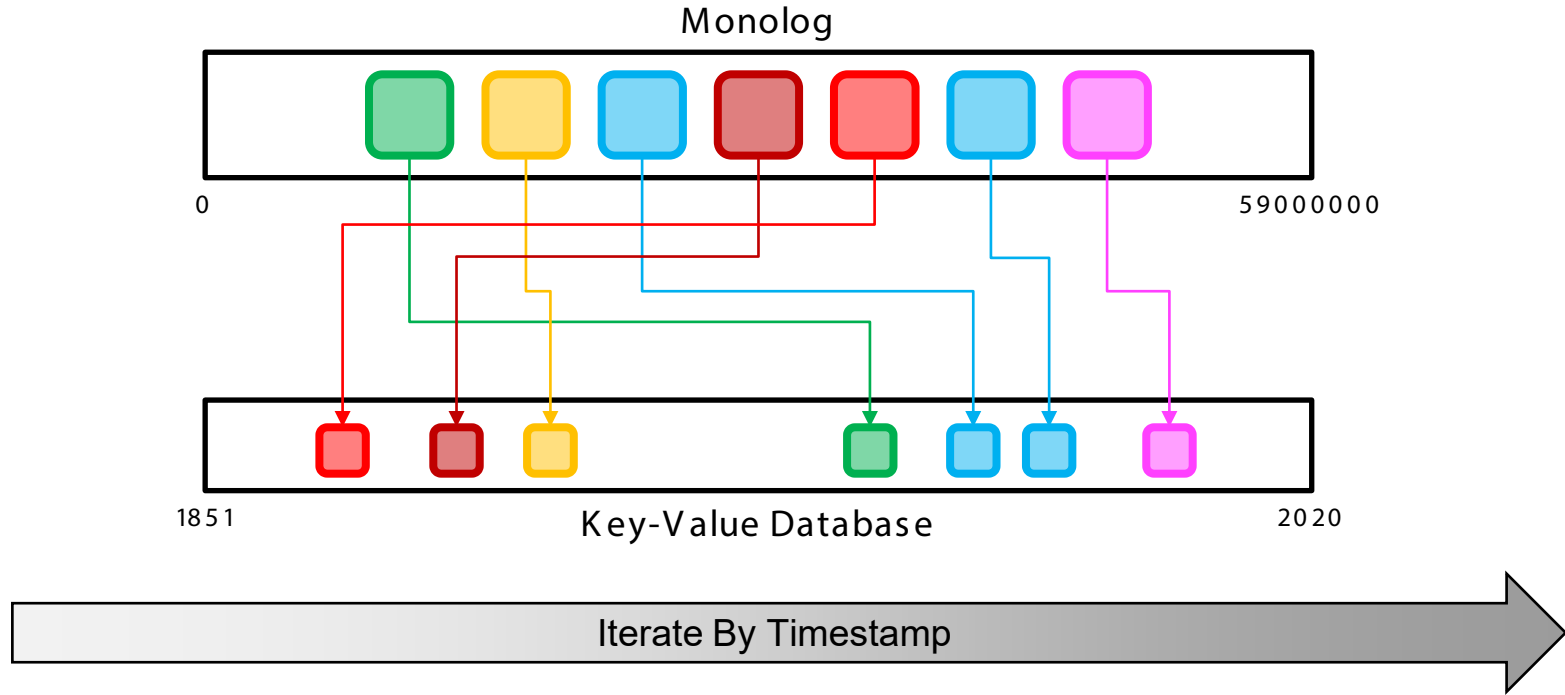 Monolog
0
59000000
1851
Key-Value Database
2020
Iterate By Timestamp